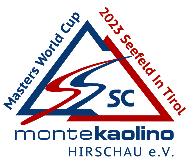 Masters World Cup
2023 Seefeld in Tirol
SC
montekaolino
HIRSCHAU e.V.